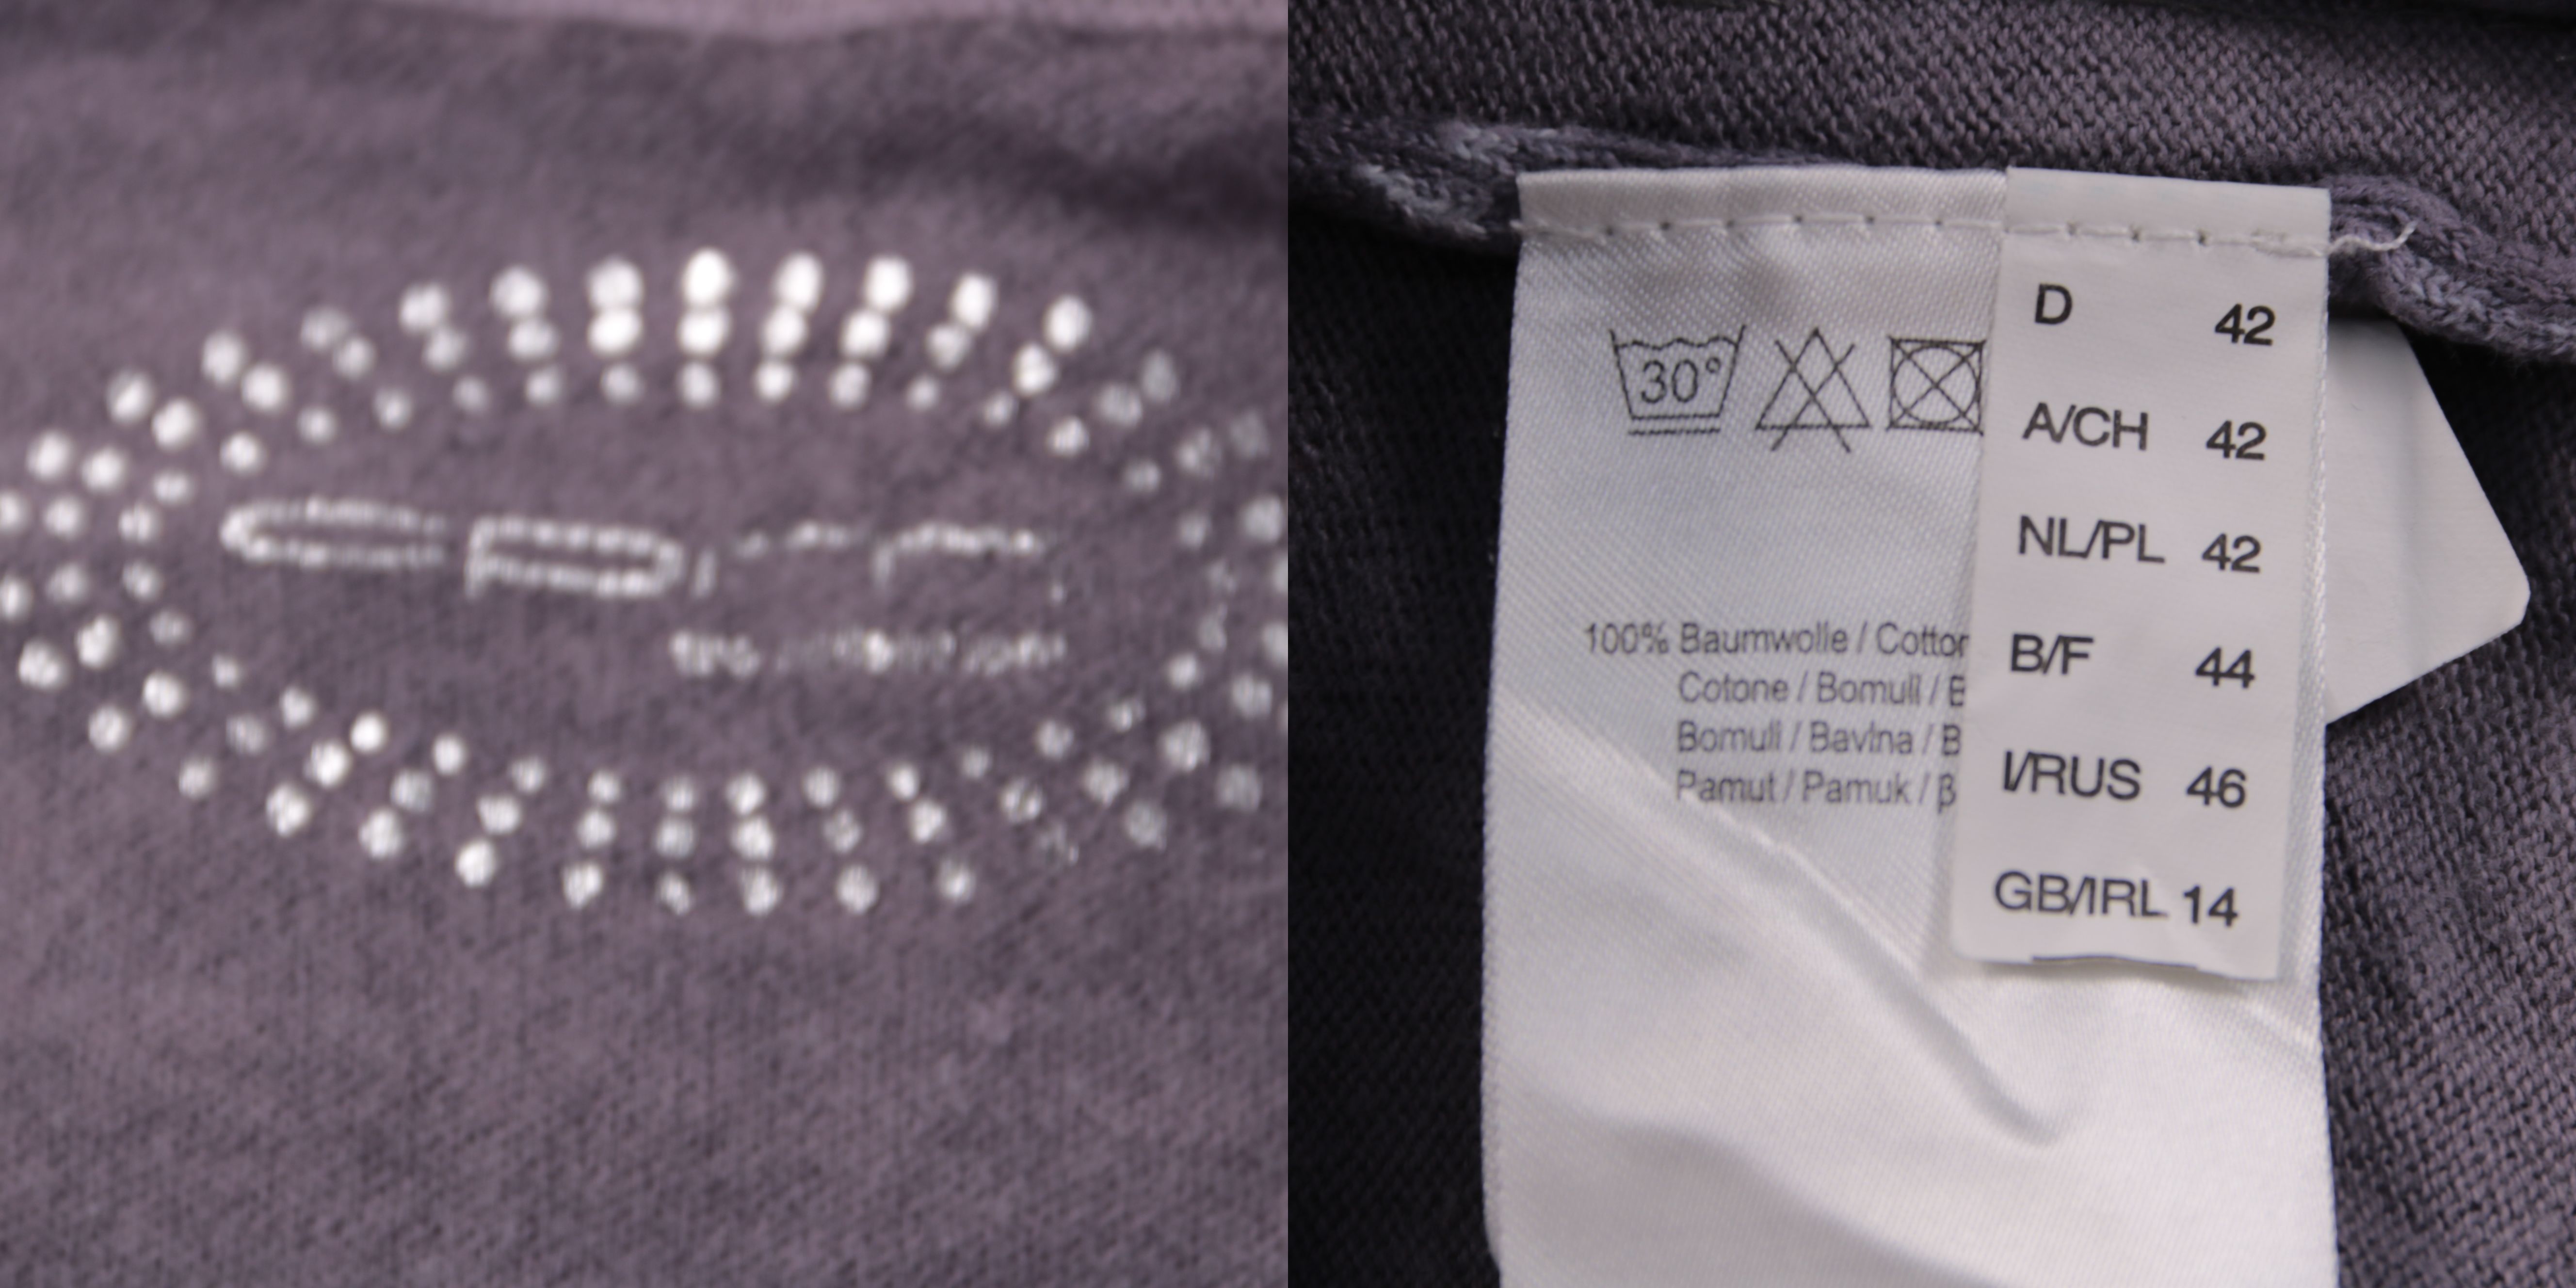 30°
100% Baumwolle / Cotton
Cotone / Bomull /
Bomuli / Bavlna /
Pamut / Pamuk /
D 42
A/CH 42
NL/PL 42
B/F 44
I/RUS 46
GB/IRL 14